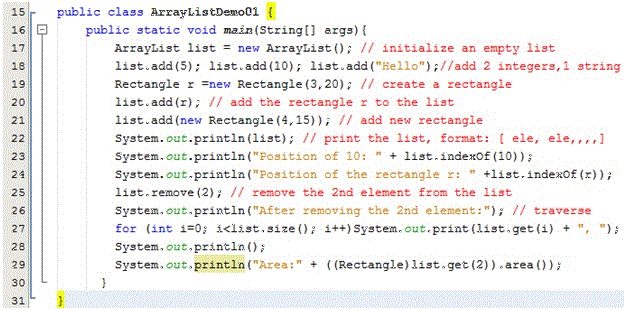 15 public class ArrayListDemo01 {
16 public static void main(String[] args){
17 ArrayList list = new ArrayList(); // initialize an empty list
18 list.add(5); list.add(10); list.add("Hello");//add 2 integers,1 string
19 Rectangle r =new Rectangle(3,20); // create a rectangle
20 list.add(r); // add the rectangle r to the list
21 list.add(new Rectangle(4,15)); // add new rectangle
22 System.out.println(list); // print the list, format: [ ele, ele,,,,]
23 System.out.println("Position of 10: " + list.indexOf(10));
24 System.out.println("Position of the rectangle r: " +list.indexOf(r));
25 list.remove(2); // remove the 2nd element from the list
26 System.out.println("After removing the 2nd element:"); // traverse
27 for (int i=0; i<list.size(); i++)System.out.print(list.get(i) + ", ");
28 System.out.println();
29 System.out.println("Area:" + ((Rectangle)list.get(2)).area());
30 }
31 }